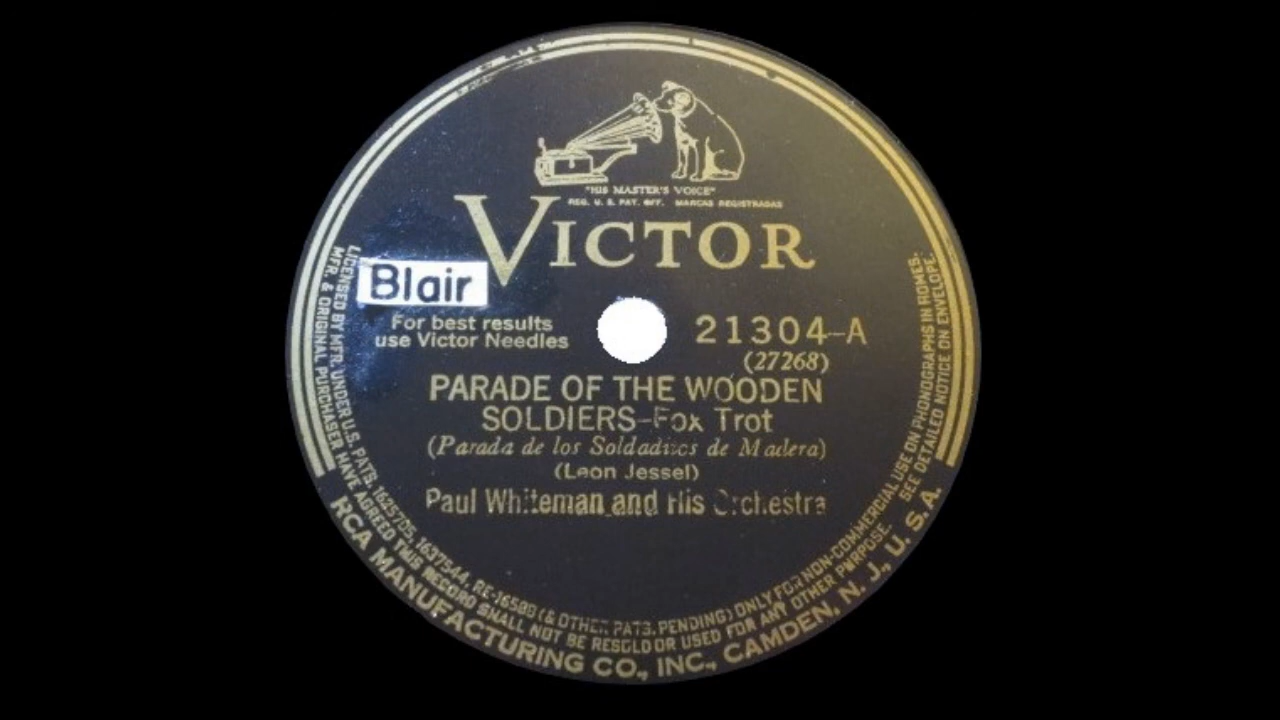 "HIS MASTER'S VOICE"
REG. U. S. PAT. OFF. MARCAS REGISTRADAS
VICTOR
Blair
For best results
use Victor Needles
21304-A
(27268)
PARADE OF THE WOODEN
SOLDIERS-Fox Trot
(Parada de los Soldaditos de Madera)
(Leon Jessel)
Paul Whiteman and His Orchestra
LICENSED BY MFR. UNDER U.S. PATS. 1625705, 1637544, RE-16588 (& OTHER PATS. PENDING) ONLY FOR NON-COMMERCIAL USE ON PHONOGRAPHS IN HOMES.
MFR. & ORIGINAL PURCHASER HAVE AGREED THIS RECORD SHALL NOT BE RESOLD OR USED FOR ANY OTHER PURPOSE. SEE DETAILED NOTICE ON ENVELOPE.
RCA MANUFACTURING CO., INC., CAMDEN, N. J., U. S. A.